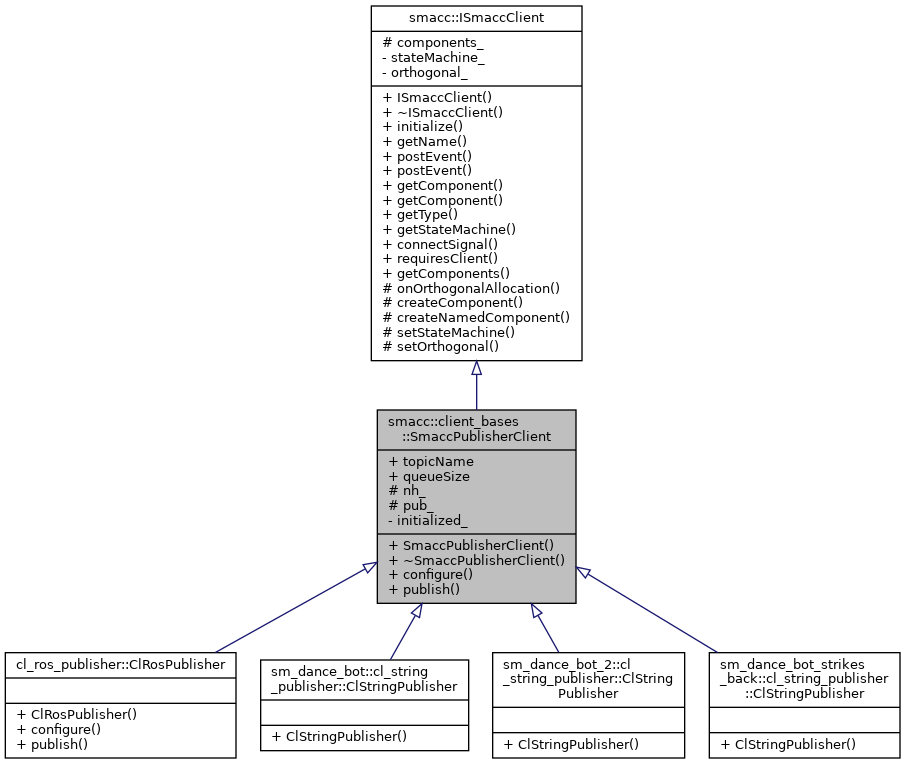 smacc::ISmaccClient
# components_
- stateMachine_
- orthogonal_
+ ISmaccClient()
+ ~ISmaccClient()
+ initialize()
+ getName()
+ postEvent()
+ postEvent()
+ getComponent()
+ getComponent()
+ getType()
+ getStateMachine()
+ connectSignal()
+ requiresClient()
+ getComponents()
# onOrthogonalAllocation()
# createComponent()
# createNamedComponent()
# setStateMachine()
# setOrthogonal()
smacc::client_bases
::SmaccPublisherClient
+ topicName
+ queueSize
# nh_
# pub_
- initialized_
+ SmaccPublisherClient()
+ ~SmaccPublisherClient()
+ configure()
+ publish()
cl_ros_publisher::ClRosPublisher
+ ClRosPublisher()
+ configure()
+ publish()
sm_dance_bot::cl_string
_publisher::ClStringPublisher
+ ClStringPublisher()
sm_dance_bot_2::cl
_string_publisher::ClString
Publisher
+ ClStringPublisher()
sm_dance_bot_strikes
_back::cl_string_publisher
::ClStringPublisher
+ ClStringPublisher()